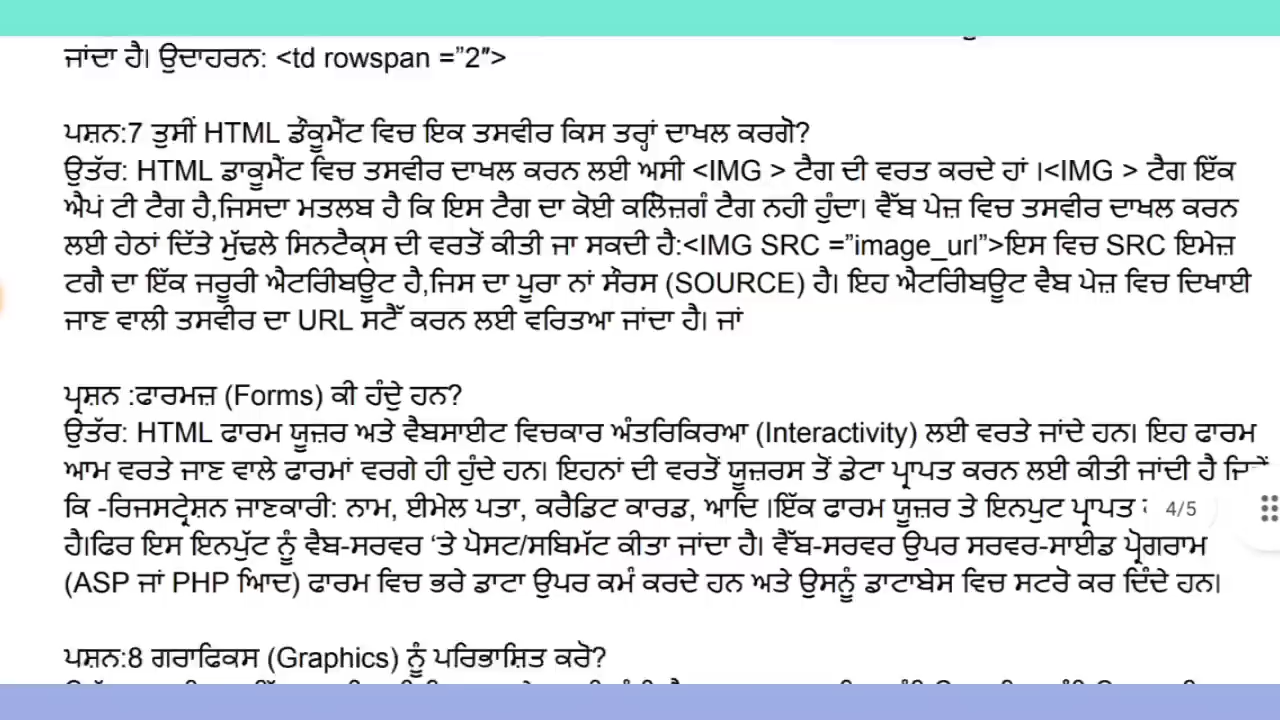 ਜਾਂਦਾ ਹੈ। ਉਦਾਹਰਨ: <td rowspan =”2″>
ਪਸ਼ਨ:7 ਤੁਸੀਂ HTML ਡੌਕੂਮੈਂਟ ਵਿਚ ਇਕ ਤਸਵੀਰ ਕਿਸ ਤਰ੍ਹਾਂ ਦਾਖਲ ਕਰਗੋ?
ਉਤੱਰ: HTML ਡਾਕੂਮੈਂਟ ਵਿਚ ਤਸਵੀਰ ਦਾਖਲ ਕਰਨ ਲਈ ਅਸੀ <IMG > ਟੈਗ ਦੀ ਵਰਤ ਕਰਦੇ ਹਾਂ ।<IMG > ਟੈਗ ਇੱਕ
ਐਪਂ ਟੀ ਟੈਗ ਹੈ,ਜਿਸਦਾ ਮਤਲਬ ਹੈ ਕਿ ਇਸ ਟੈਗ ਦਾ ਕੋਈ ਕਲਿੋਜ਼ਗੰ ਟੈਗ ਨਹੀ ਹੁੰਦਾ। ਵੈੱਬ ਪੇਜ਼ ਵਿਚ ਤਸਵੀਰ ਦਾਖਲ ਕਰਨ
ਲਈ ਹੇਠਾਂ ਦਿੱਤੇ ਮੁੱਢਲੇ ਸਿਨਟੈਕ੍ਸ ਦੀ ਵਰਤੋਂ ਕੀਤੀ ਜਾ ਸਕਦੀ ਹੈ:<IMG SRC =”image_url”>ਇਸ ਵਿਚ SRC ਇਮੇਜ਼
ਟਗੈ ਦਾ ਇੱਕ ਜਰੂਰੀ ਐਟਰਿੀਬਊਟ ਹੈ,ਜਿਸ ਦਾ ਪੂਰਾ ਨਾਂ ਸੌਰਸ (SOURCE) ਹੈ। ਇਹ ਐਟਰਿੀਬਊਟ ਵੈਬ ਪੇਜ਼ ਵਿਚ ਦਿਖਾਈ
ਜਾਣ ਵਾਲੀ ਤਸਵੀਰ ਦਾ URL ਸਟੈੱ ਕਰਨ ਲਈ ਵਰਿਤਆ ਜਾਂਦਾ ਹੈ। ਜਾਂ
ਪ੍ਰਸ਼ਨ :ਫਾਰਮਜ਼ (Forms) ਕੀ ਹੰਦੇੁ ਹਨ?
ਉਤੱਰ: HTML ਫਾਰਮ ਯੂਜ਼ਰ ਅਤੇ ਵੈਬਸਾਈਟ ਵਿਚਕਾਰ ਅੰਤਰਿਕਿਰਆ (Interactivity) ਲਈ ਵਰਤੇ ਜਾਂਦੇ ਹਨ। ਇਹ ਫਾਰਮ
ਆਮ ਵਰਤੇ ਜਾਣ ਵਾਲੇ ਫਾਰਮਾਂ ਵਰਗੇ ਹੀ ਹੁੰਦੇ ਹਨ। ਇਹਨਾਂ ਦੀ ਵਰਤੋਂ ਯੂਜ਼ਰਸ ਤੋਂ ਡੇਟਾ ਪ੍ਰਾਪਤ ਕਰਨ ਲਈ ਕੀਤੀ ਜਾਂਦੀ ਹੈ
ਕਿ -ਰਿਜਸਟ੍ਰੇਸ਼ਨ ਜਾਣਕਾਰੀ: ਨਾਮ, ਈਮੇਲ ਪਤਾ, ਕਰੈਡਿਟ ਕਾਰਡ, ਆਦਿ ।ਇੱਕ ਫਾਰਮ ਯੂਜ਼ਰ ਤੇ ਇਨਪੁਟ ਪ੍ਰਾਪਤ 4/5
ਹੈ।ਫਿਰ ਇਸ ਇਨਪੁੱਟ ਨੂੰ ਵੈਬ-ਸਰਵਰ ‘ਤੇ ਪੋਸਟ/ਸਬਿਮੱਟ ਕੀਤਾ ਜਾਂਦਾ ਹੈ। ਵੈੱਬ-ਸਰਵਰ ਉਪਰ ਸਰਵਰ-ਸਾਈਡ ਪ੍ਰੋਗਰਾਮ
(ASP ਜਾਂ PHP ਆਿਦ) ਫਾਰਮ ਵਿਚ ਭਰੇ ਡਾਟਾ ਉਪਰ ਕਮੰ ਕਰਦੇ ਹਨ ਅਤੇ ਉਸਨੂੰ ਡਾਟਾਬੇਸ ਵਿਚ ਸਟਰੋ ਕਰ ਦਿੰਦੇ ਹਨ।
ਪਸ਼ਨ:8 ਗਰਾਫਿਕਸ (Graphics) ਨੂੰ ਪਰਿਭਾਸ਼ਿਤ ਕਰੋ?